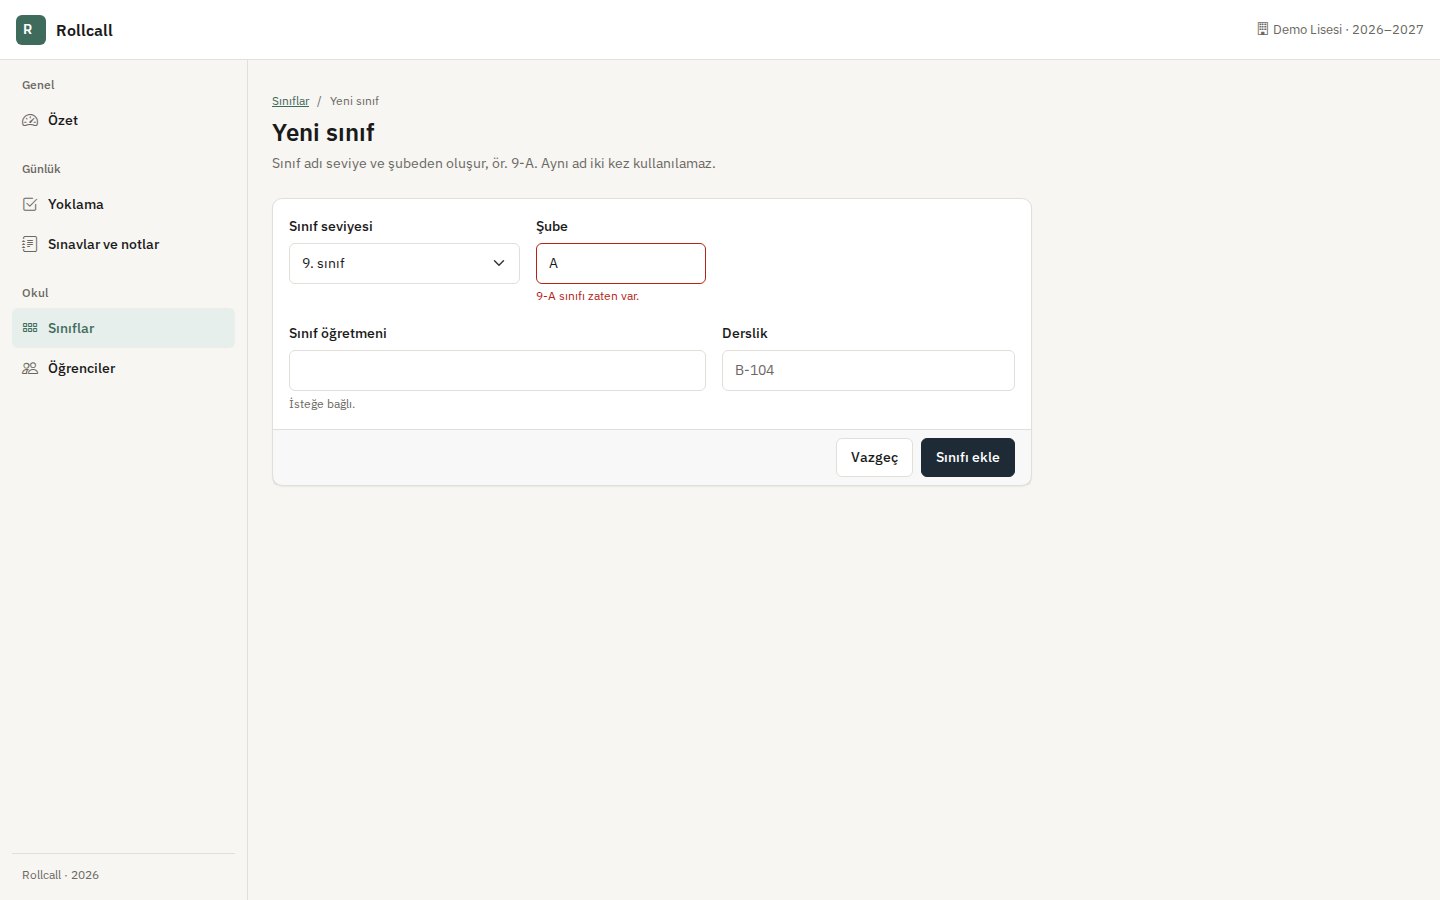 R
Rollcall
Demo Lisesi · 2026–2027
Genel
Özet
Günlük
Yoklama
Sınavlar ve notlar
Okul
Sınıflar
Öğrenciler
Rollcall · 2026
Sınıflar / Yeni sınıf
Yeni sınıf
Sınıf adı seviye ve şubeden oluşur, ör. 9-A. Aynı ad iki kez kullanılamaz.
Sınıf seviyesi
9. sınıf
Şube
A
9-A sınıfı zaten var.
Sınıf öğretmeni
İsteğe bağlı.
Derslik
B-104
Vazgeç
Sınıfı ekle